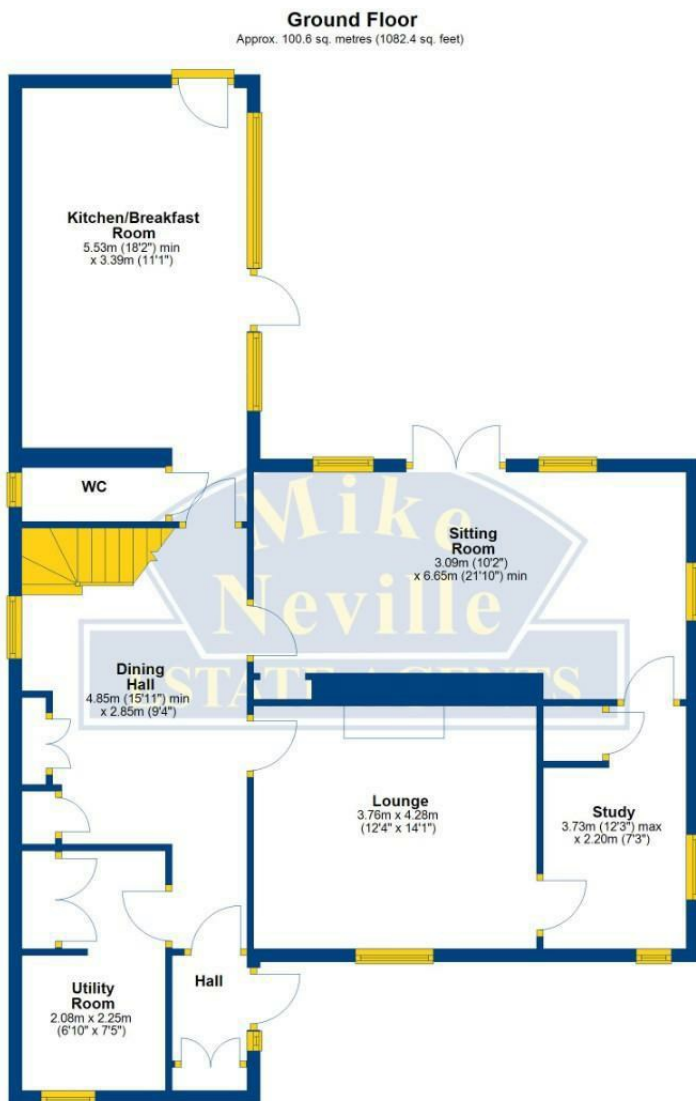 Ground Floor
Approx. 100.6 sq. metres (1082.4 sq. feet)
Kitchen/Breakfast
Room
5.53m (18'2") min
x 3.39m (11'1")
WC
Mike
Neville
ESTATE AGENTS
Sitting
Room
3.09m (10'2")
x 6.65m (21'10") min
Dining
Hall
4.85m (15'11") min
x 2.85m (9'4")
Lounge
3.76m x 4.28m
(12'4" x 14'1")
Study
3.73m (12'3") max
x 2.20m (7'3")
Hall
Utility
Room
2.08m x 2.25m
(6'10" x 7'5")